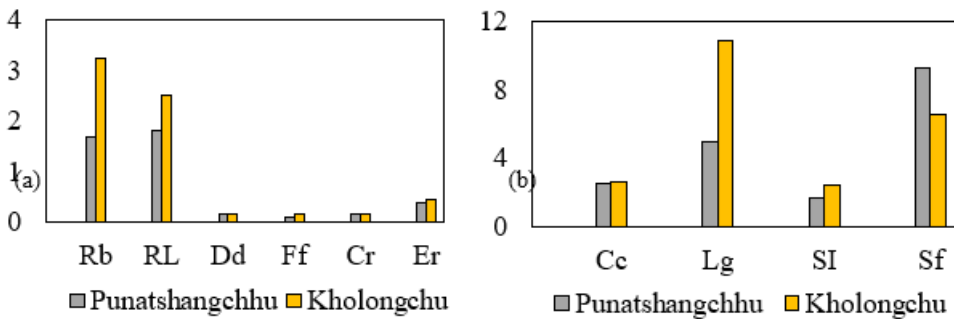 4
3
2
1
(a)
0
Rb RL Dd Ff Cr Er
Punatshangchhu Kholongchu
12
8
4
(b)
0
Cc Lg SI Sf
Punatshangchhu Kholongchu